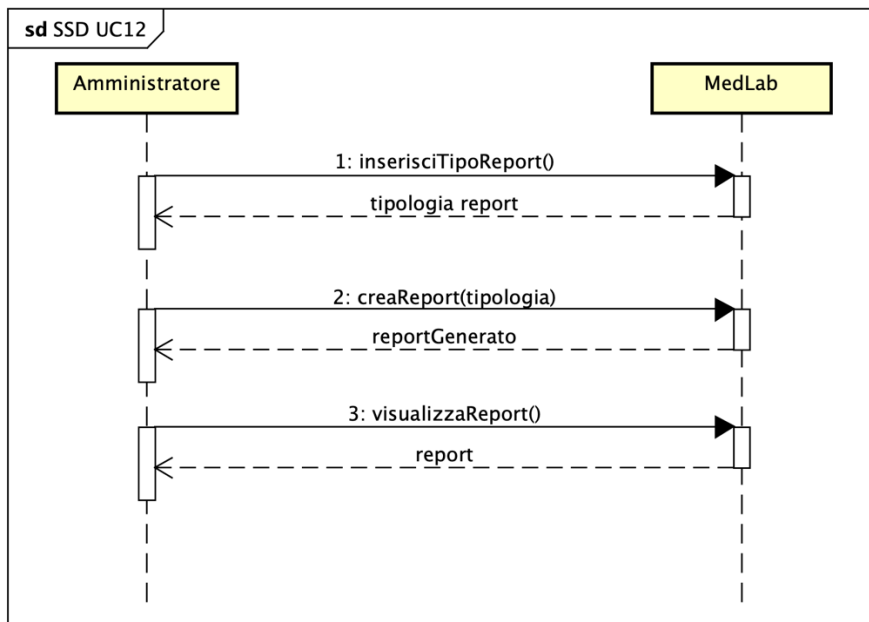 sd SSD UC12
Amministratore
MedLab
1: inserisciTipoReport()
tipologia report
2: creaReport(tipologia)
reportGenerato
3: visualizzaReport()
report